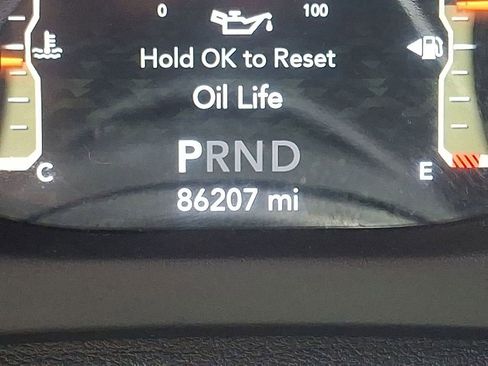 0 100
Hold OK to Reset
Oil Life
PRND
C E
86207 mi